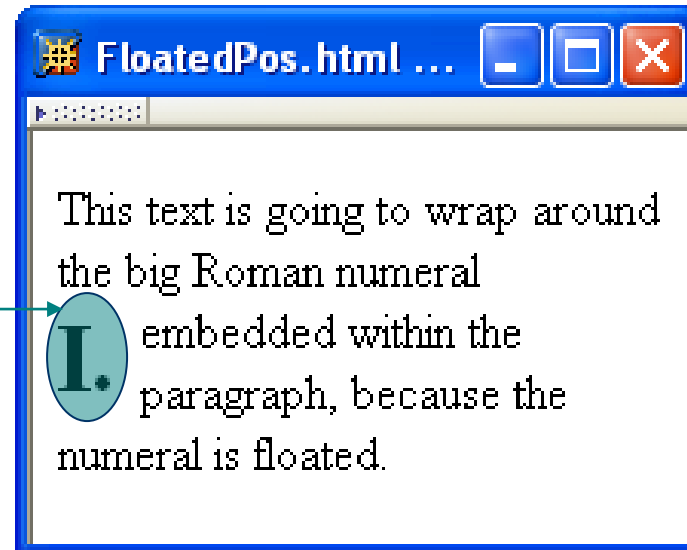 FloatedPos.html ...
This text is going to wrap around
the big Roman numeral
I. embedded within the
paragraph, because the
numeral is floated.